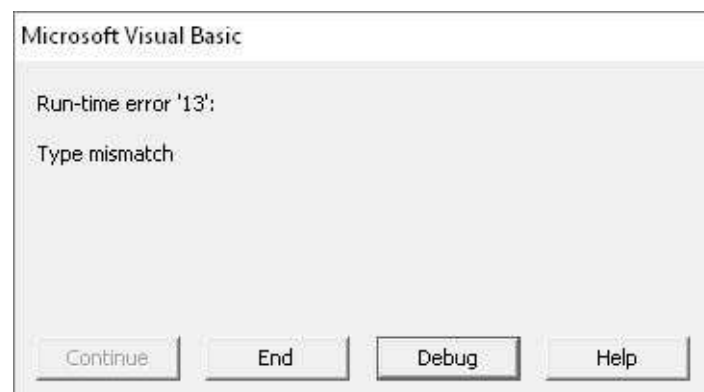 Microsoft Visual Basic
Run-time error '13':
Type mismatch
Continue End Debug Help